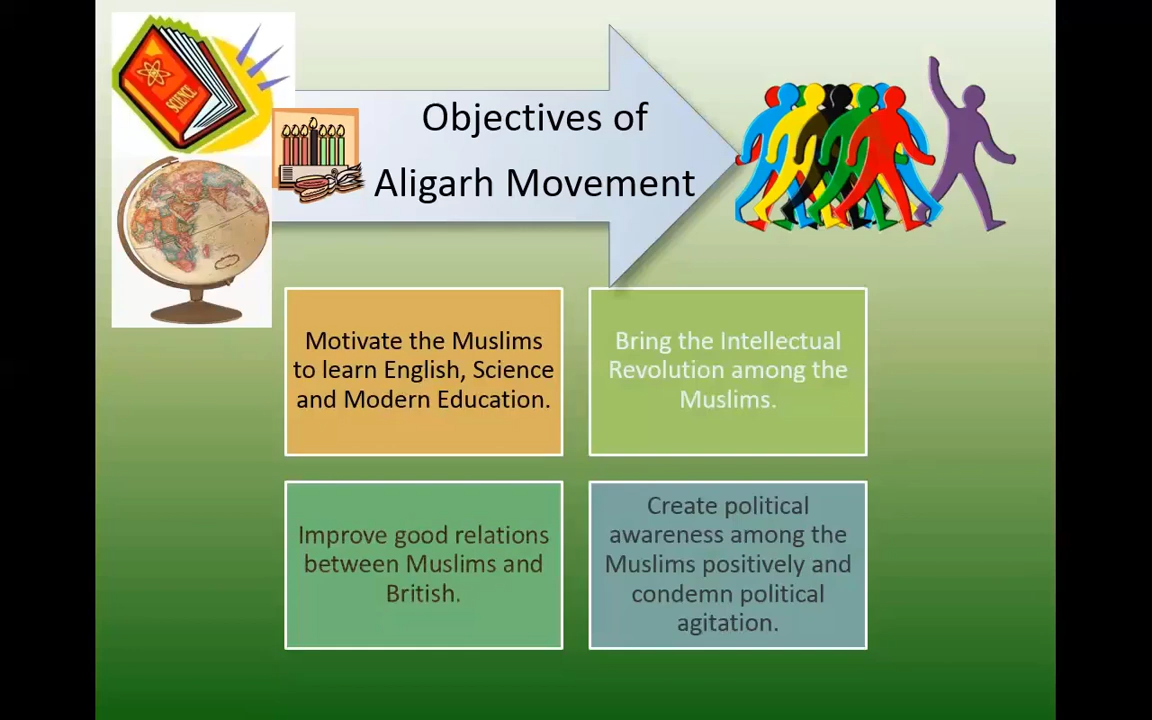 SCIENCE
Objectives of
Aligarh Movement
Motivate the Muslims
to learn English, Science
and Modern Education.
Bring the Intellectual
Revolution among the
Muslims.
Improve good relations
between Muslims and
British.
Create political
awareness among the
Muslims positively and
condemn political
agitation.